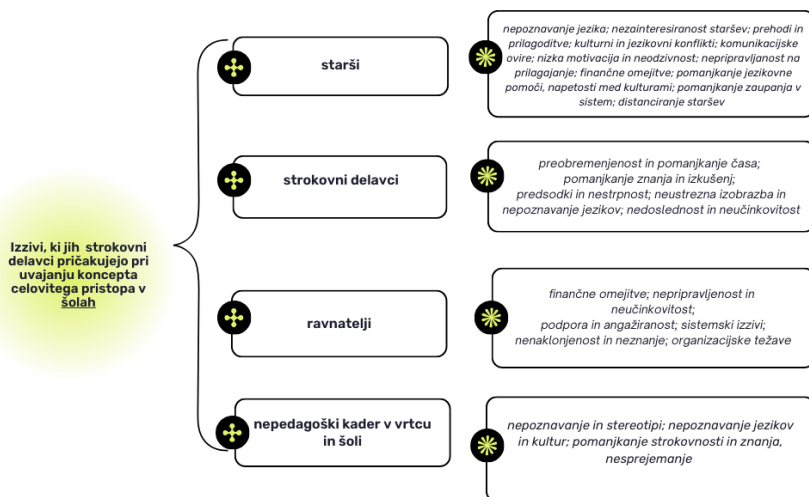 Izzivi, ki jih strokovni
delavci pričakujejo pri
uvajanju koncepta
celovitega pristopa v
šolah
starši
nepoznavanje jezika; nezainteresiranost staršev; prehodi in
prilagoditve; kulturni in jezikovni konflikti; komunikacijske
ovire; nizka motivacija in neodzivnost; nepripravljanost na
prilagajanje; finančne omejitve; pomanjkanje jezikovne
pomoči, napetosti med kulturami; pomanjkanje zaupanja v
sistem; distanciranje staršev
strokovni delavci
preobremenjenost in pomanjkanje časa;
pomanjkanje znanja in izkušenj;
predsodki in nestrpnost; neustrezna izobrazba in
nepoznavanje jezikov; nedoslednost in neučinkovitost
ravnatelji
finančne omejitve; nepripravljenost in
neučinkovitost;
podpora in angažiranost; sistemski izzivi;
nenaklonjenost in neznanje; organizacijske težave
nepedagoški kader v vrtcu
in šoli
nepoznavanje in stereotipi; nepoznavanje jezikov
in kultur; pomanjkanje strokovnosti in znanja,
nesprejemanje